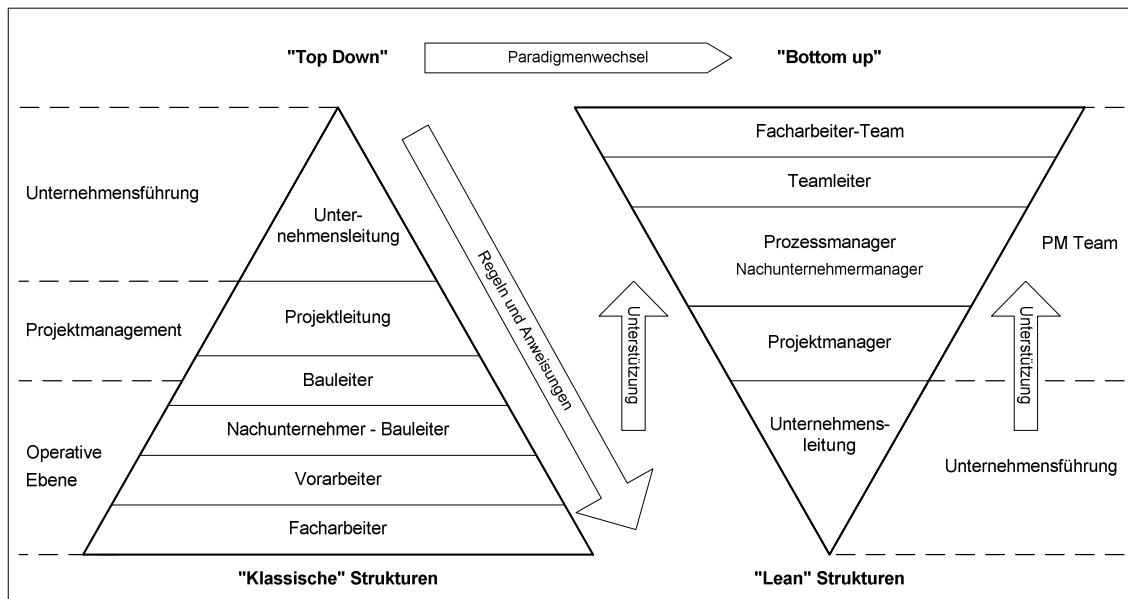 "Top Down"
Paradigmenwechsel
"Bottom up"
Unternehmensführung
Projektmanagement
Operative
Ebene
Unter-
nehmensleitung
Projektleitung
Bauleiter
Nachunternehmer - Bauleiter
Vorarbeiter
Facharbeiter
"Klassische" Strukturen
Regeln und Anweisungen
Facharbeiter-Team
Teamleiter
Prozessmanager
Nachunternehmermanager
Projektmanager
Unternehmens-
leitung
Unterstützung
Unterstützung
PM Team
Unternehmensführung
"Lean" Strukturen